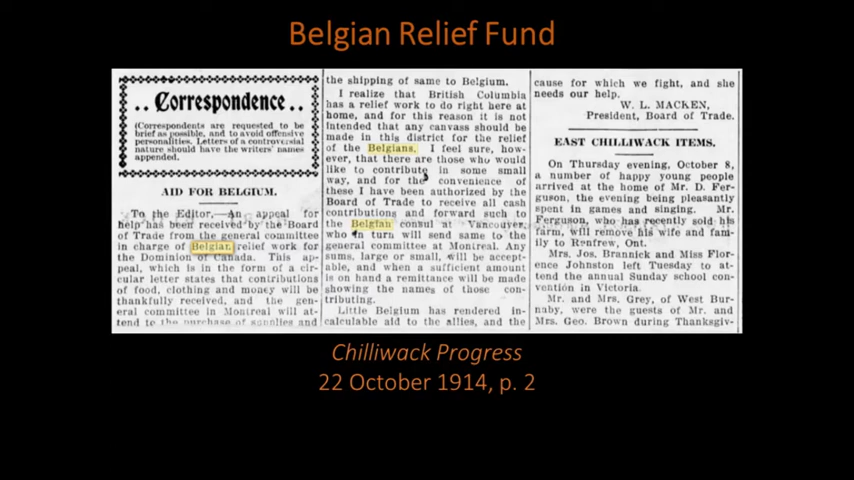 Belgian Relief Fund
.. Correspondence ..
(Correspondents are requested to be
brief as possible, and to avoid offensive
personalities. Letters of a controversial
nature should have the writers' names
appended.
AID FOR BELGIUM.
To the Editor,—An appeal for
help has been received by the Board
of Trade from the general committee
in charge of Belgian relief work for
the Dominion of Canada. This ap-
peal, which is in the form of a cir-
cular letter states that contributions
of food, clothing and money will be
thankfully received, and the gen-
eral committee in Montreal will at-
tend to the purchase of supplies and
the shipping of same to Belgium.
I realize that British Columbia
has a relief work to do right here at
home, and for this reason it is not
intended that any canvass should be
made in this district for the relief
of the Belgians. I feel sure, how-
ever, that there are those who would
like to contribute in some small
way, and for the convenience of
these I have been authorized by the
Board of Trade to receive all cash
contributions and forward such to
the Belgian consul at Vancouver
who in turn will send same to the
general committee at Montreal. Any
sums, large or small, will be accept-
able, and when a sufficient amount
is on hand a remittance will be made
showing the names of those con-
tributing.
Little Belgium has rendered in-
calculable aid to the allies, and the
cause for which we fight, and she
needs our help.
W. L. MACKEN,
President, Board of Trade.
EAST CHILLIWACK ITEMS.
On Thursday evening, October 8,
a number of happy young people
arrived at the home of Mr. D. Fer-
guson, the evening being pleasantly
spent in games and singing. Mr.
Ferguson, who has recently sold his
farm, will remove his wife and fam-
ily to Renfrew, Ont.
Mrs. Jos. Brannick and Miss Flor-
ence Johnston left Tuesday to at-
tend the annual Sunday school con-
vention in Victoria.
Mr. and Mrs. Grey, of West Bur-
naby, were the guests of Mr. and
Mrs. Geo. Brown during Thanksgiv-
Chilliwack Progress
22 October 1914, p. 2